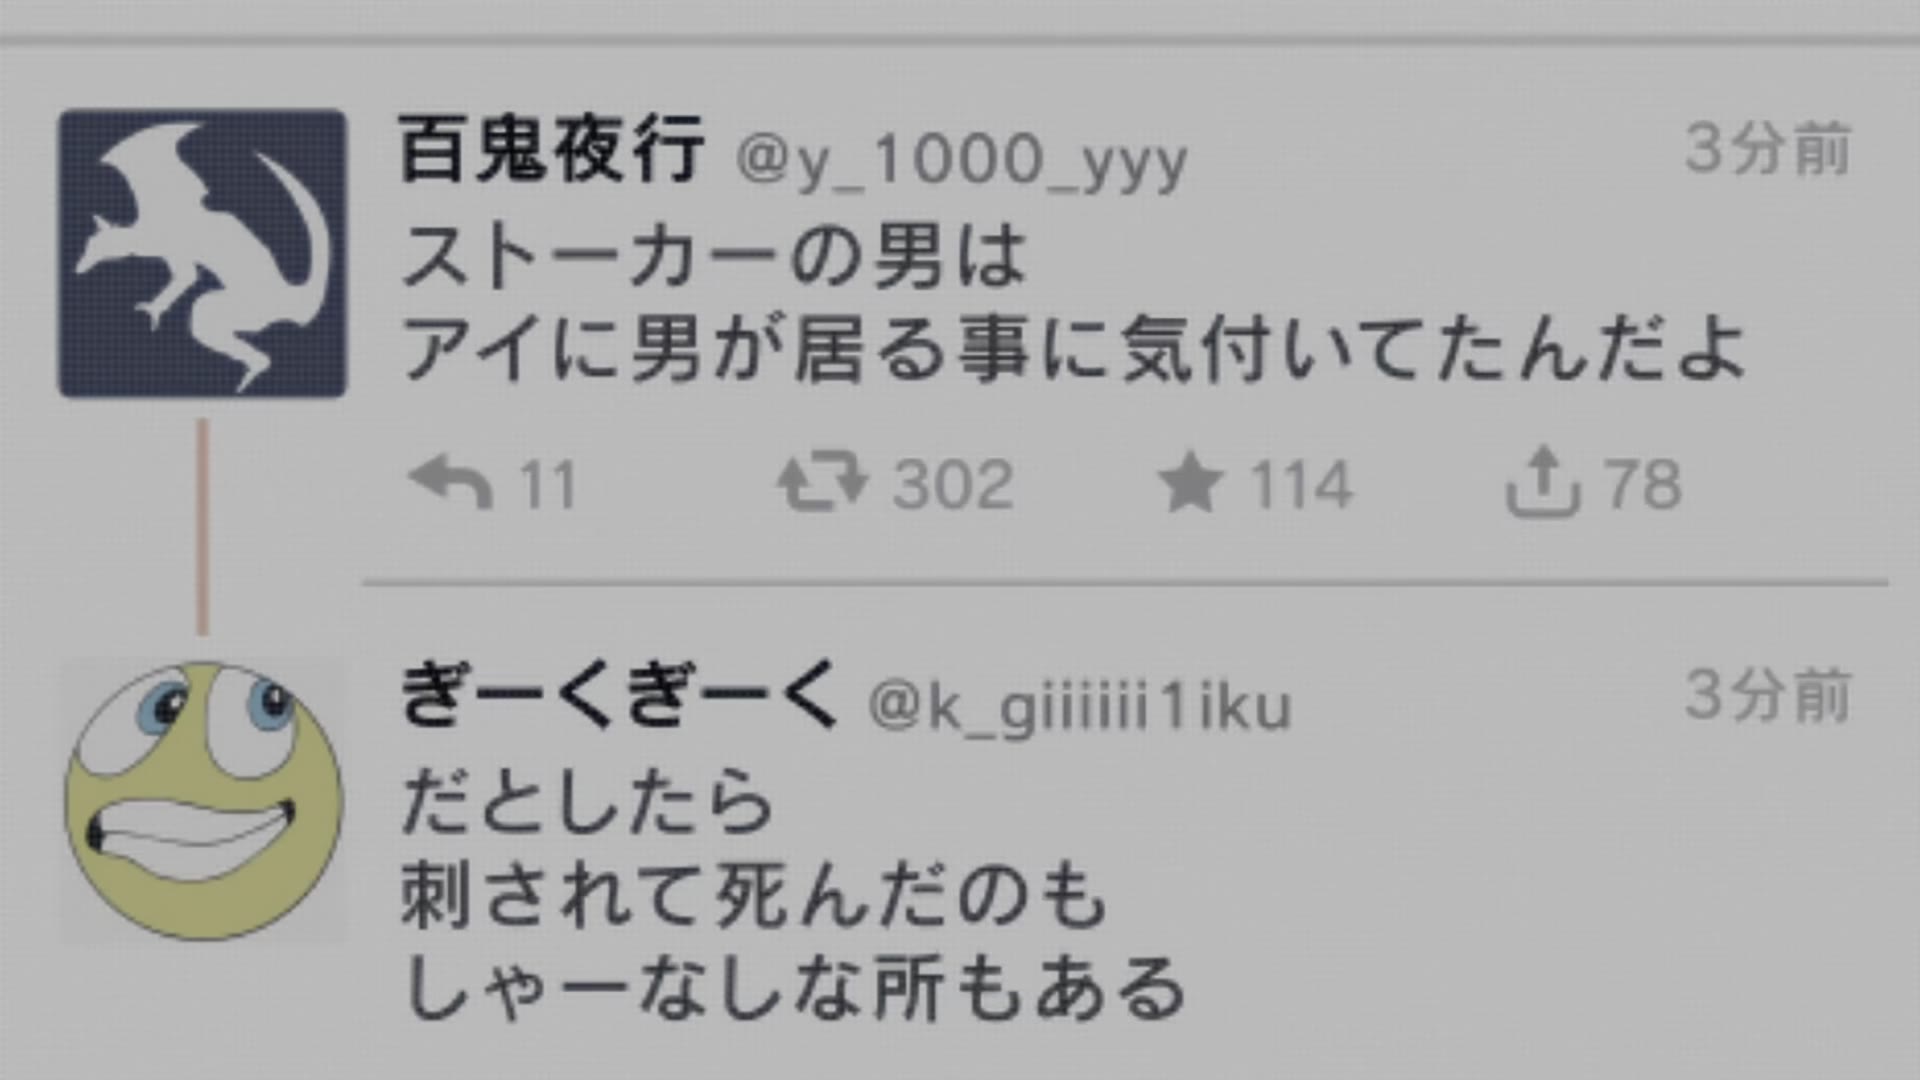 百鬼夜行 @y_1000_yyy 3分前
ストーカーの男は
アイに男が居る事に気付いてたんだよ
11 302 114 78
ぎーくぎーく @k_giiiiii1iku 3分前
だとしたら
刺されて死んだのも
しゃーなしな所もある